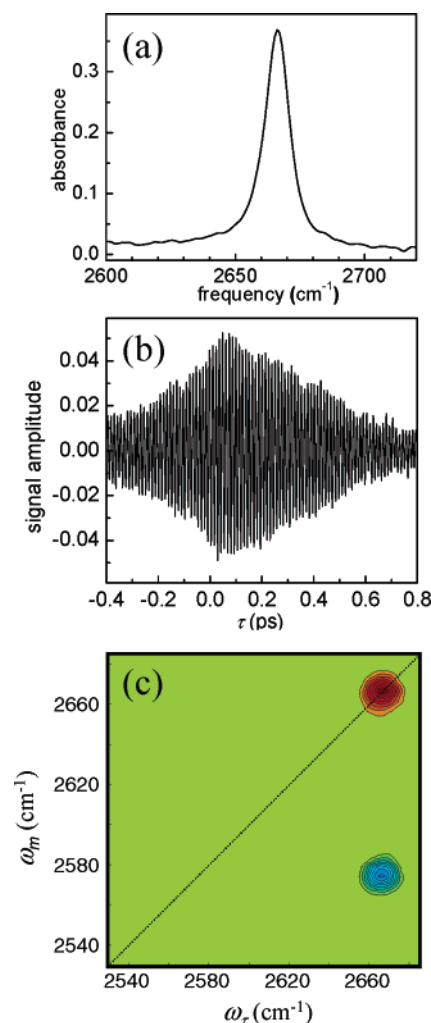 (a)
absorbance
0.3
0.2
0.1
0.0
2600 2650 2700
frequency (cm⁻¹)
(b)
signal amplitude
0.04
0.02
0.00
-0.02
-0.04
-0.4 -0.2 0.0 0.2 0.4 0.6 0.8
τ (ps)
(c)
ωₘ (cm⁻¹)
2660
2620
2580
2540
2540 2580 2620 2660
ωτ (cm⁻¹)